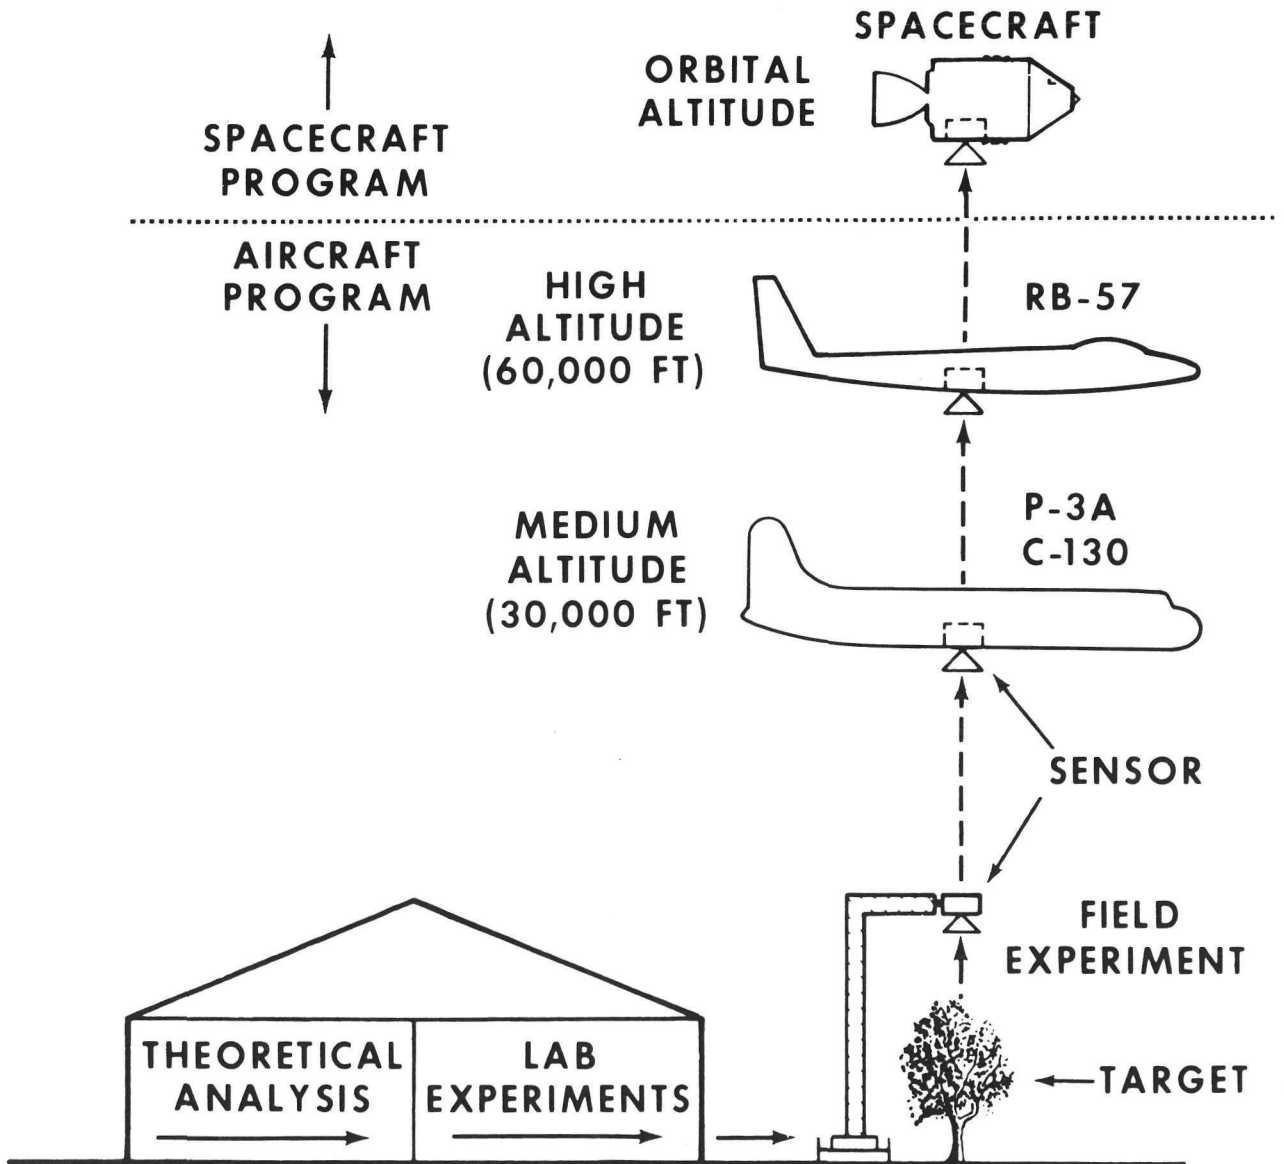 SPACECRAFT
ORBITAL
ALTITUDE
SPACECRAFT
PROGRAM
AIRCRAFT
PROGRAM
HIGH
ALTITUDE
(60,000 FT)
RB-57
MEDIUM
ALTITUDE
(30,000 FT)
P-3A
C-130
SENSOR
FIELD
EXPERIMENT
THEORETICAL
ANALYSIS
LAB
EXPERIMENTS
TARGET